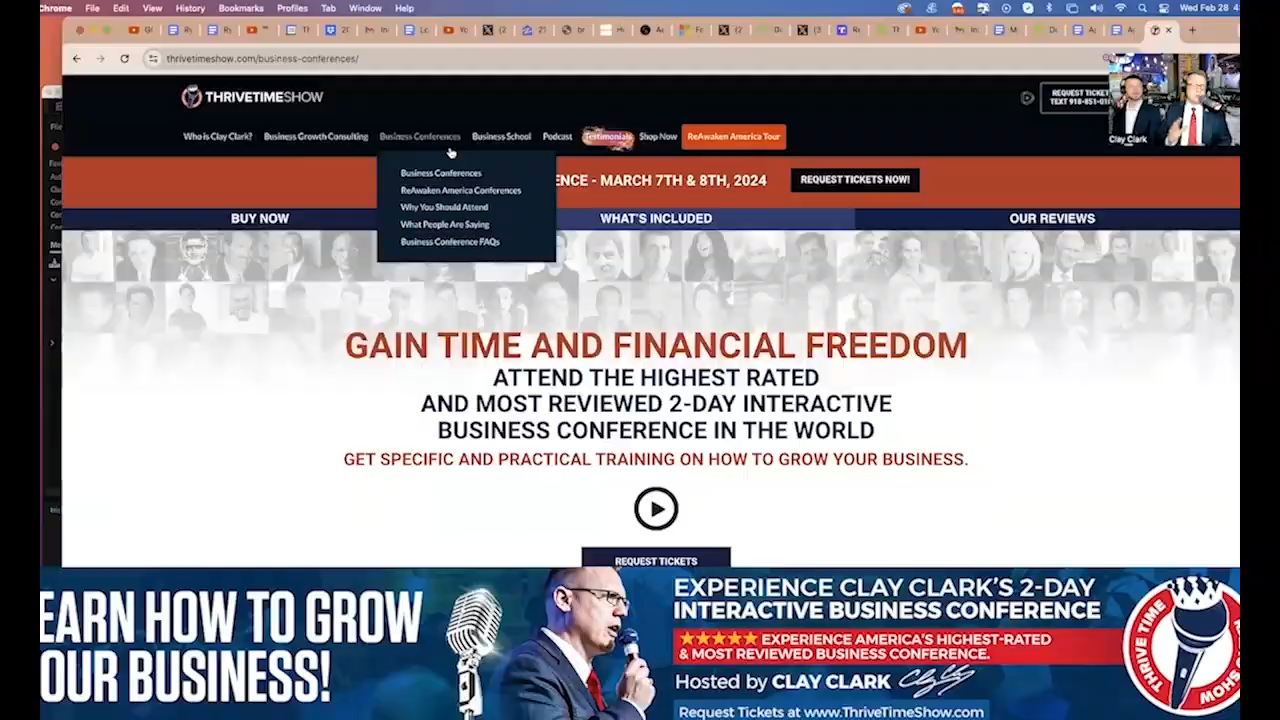 Chrome File Edit View History Bookmarks Profiles Tab Window Help
Wed Feb 28
thrivetimeshow.com/business-conferences/
THRIVETIMESHOW
REQUEST TICKET
TEXT 918-851-01
Who is Clay Clark? Business Growth Consulting Business Conferences Business School Podcast Testimonials Shop Now ReAwaken America Tour
Clay Clark
Business Conferences
ReAwaken America Conferences
Why You Should Attend
What People Are Saying
Business Conference FAQs
ENCE - MARCH 7TH & 8TH, 2024 REQUEST TICKETS NOW!
BUY NOW WHAT'S INCLUDED OUR REVIEWS
GAIN TIME AND FINANCIAL FREEDOM
ATTEND THE HIGHEST RATED
AND MOST REVIEWED 2-DAY INTERACTIVE
BUSINESS CONFERENCE IN THE WORLD
GET SPECIFIC AND PRACTICAL TRAINING ON HOW TO GROW YOUR BUSINESS.
REQUEST TICKETS
EARN HOW TO GROW
OUR BUSINESS!
EXPERIENCE CLAY CLARK'S 2-DAY
INTERACTIVE BUSINESS CONFERENCE
EXPERIENCE AMERICA'S HIGHEST-RATED
& MOST REVIEWED BUSINESS CONFERENCE.
Hosted by CLAY CLARK
Request Tickets at www.ThriveTimeShow.com
THRIVE TIME SHOW